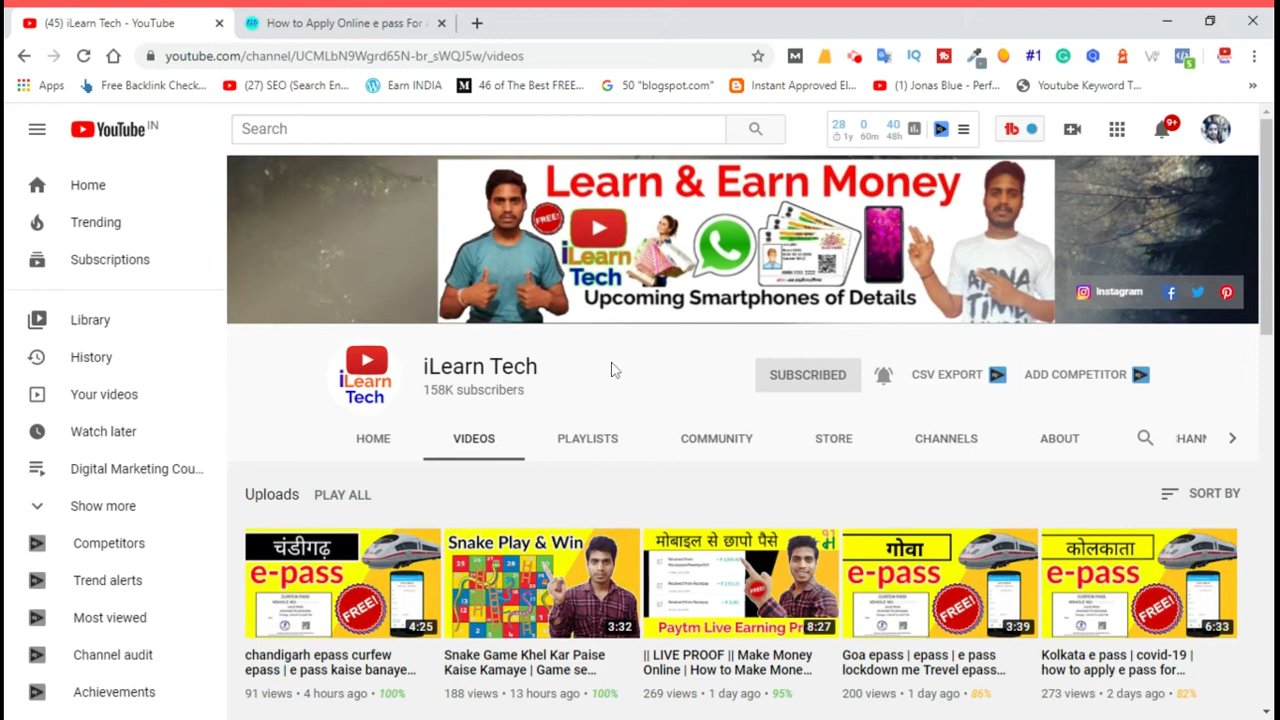 (45) iLearn Tech - YouTube
How to Apply Online e pass For
youtube.com/channel/UCMLbN9Wgrd65N-br_sWQJ5w/videos
#1
Apps
Free Backlink Check...
(27) SEO (Search En...
Earn INDIA
46 of The Best FREE...
50 "blogspot.com"
Instant Approved El...
(1) Jonas Blue - Perf...
Youtube Keyword T...
YouTube IN
Search
28 0 40
1y 60m 48h
9+
Home
Trending
Subscriptions
Library
History
Your videos
Watch later
Digital Marketing Cou...
Show more
Competitors
Trend alerts
Most viewed
Channel audit
Achievements
Learn & Earn Money
FREE!
iLearn
Tech
Upcoming Smartphones of Details
Instagram
iLearn
Tech
iLearn Tech
158K subscribers
SUBSCRIBED
CSV EXPORT
ADD COMPETITOR
HOME
VIDEOS
PLAYLISTS
COMMUNITY
STORE
CHANNELS
ABOUT
Uploads
PLAY ALL
SORT BY
चंडीगढ़
e-pass
FREE!
4:25
chandigarh epass curfew
epass | e pass kaise banaye...
91 views • 4 hours ago • 100%
Snake Play & Win
3:32
Snake Game Khel Kar Paise
Kaise Kamaye | Game se...
188 views • 13 hours ago • 100%
मोबाइल से छापो पैसे
Paytm Live Earning Pr
8:27
|| LIVE PROOF || Make Money
Online | How to Make Mone...
269 views • 1 day ago • 95%
गोवा
e-pass
FREE!
3:39
Goa epass | epass | e pass
lockdown me Trevel epass...
200 views • 1 day ago • 86%
कोलकाता
e-pass
FREE!
6:33
Kolkata e pass | covid-19 |
how to apply e pass for...
273 views • 2 days ago • 82%